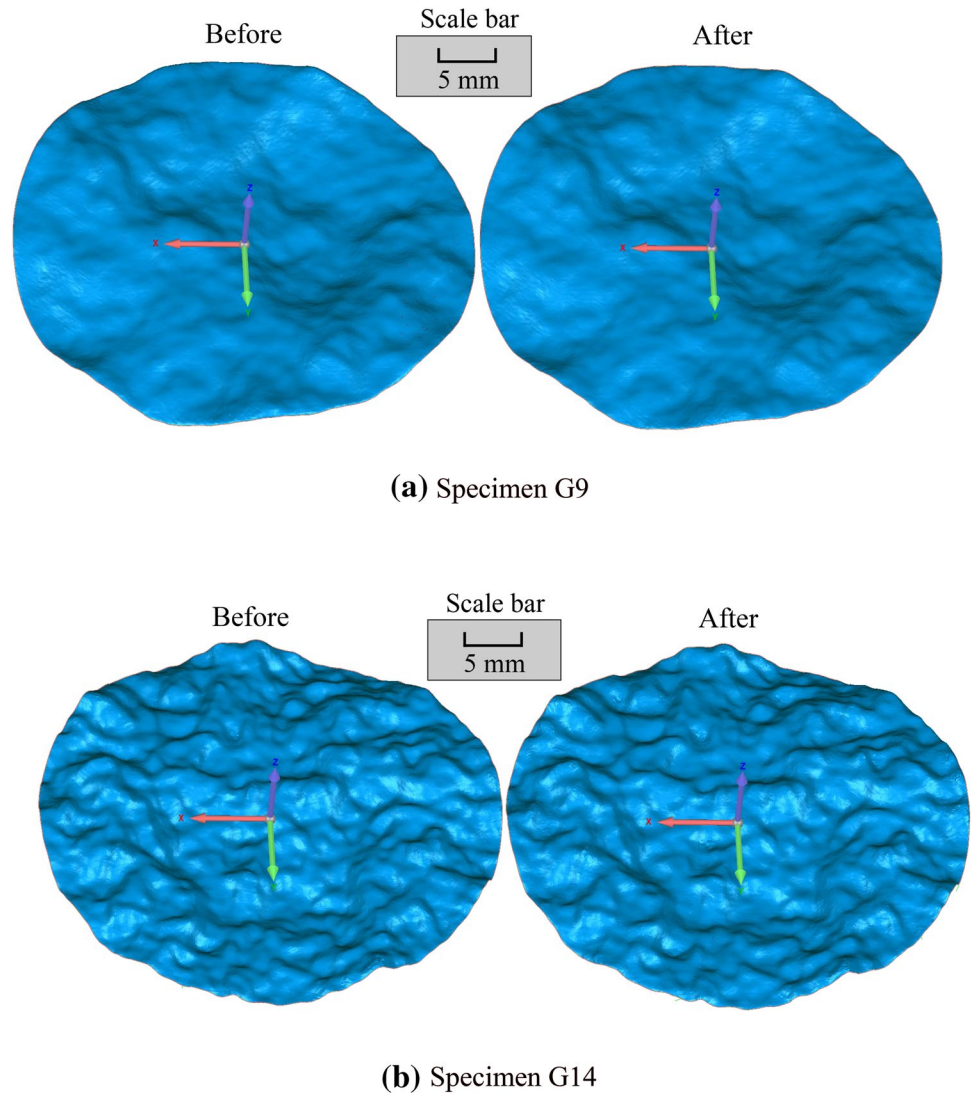 Scale bar
Before
After
5 mm
Z
X
Y
Z
X
Y
(a) Specimen G9
Scale bar
Before
After
5 mm
Z
X
Z
X
(b) Specimen G14